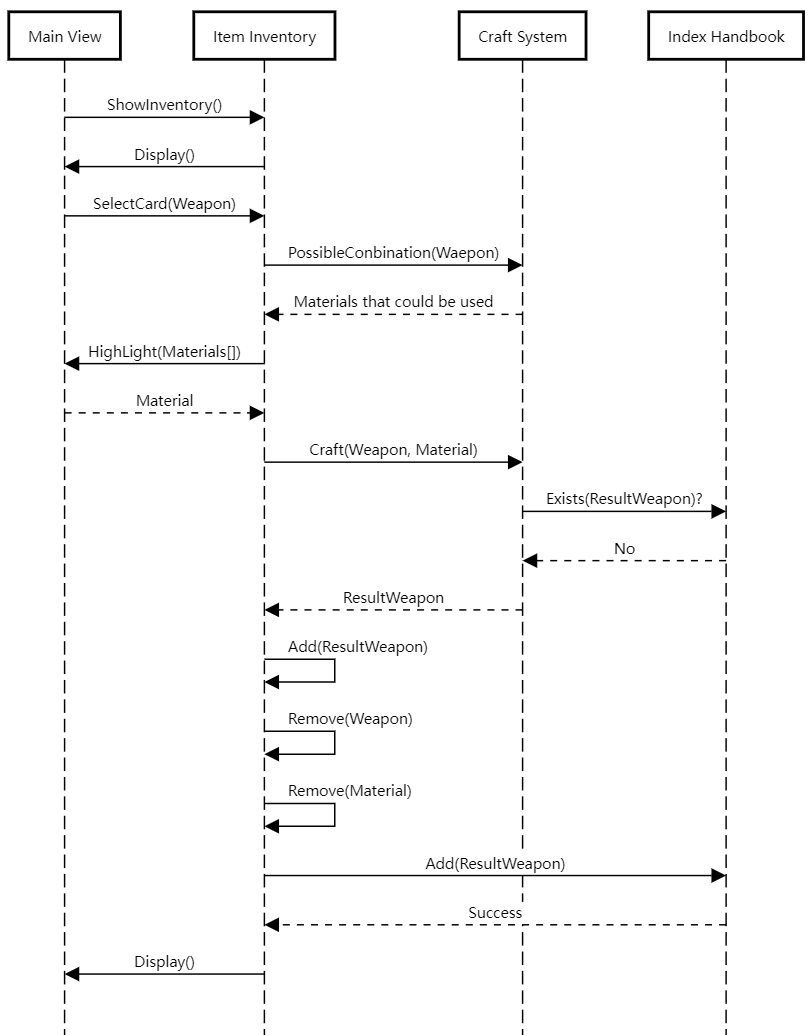 Main View
Item Inventory
Craft System
Index Handbook
ShowInventory()
Display()
SelectCard(Weapon)
PossibleConbination(Waepon)
Materials that could be used
HighLight(Materials[])
Material
Craft(Weapon, Material)
Exists(ResultWeapon)?
No
ResultWeapon
Add(ResultWeapon)
Remove(Weapon)
Remove(Material)
Add(ResultWeapon)
Success
Display()